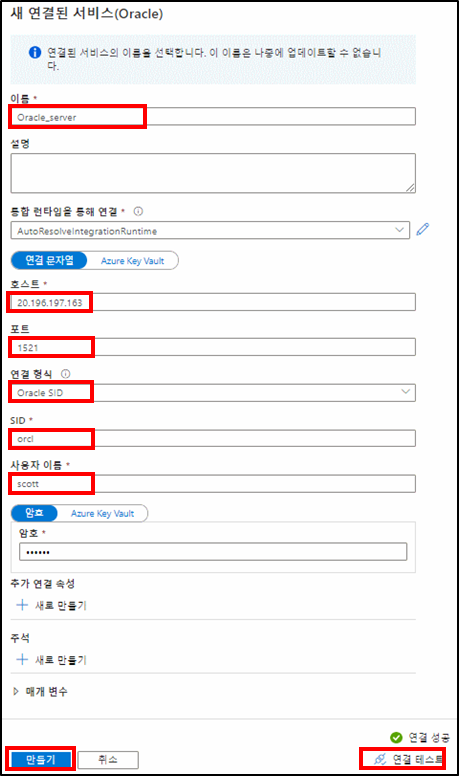 새 연결된 서비스(Oracle)
연결된 서비스의 이름을 선택합니다. 이 이름은 나중에 업데이트할 수 없습니
다.
이름 *
Oracle_server
설명
통합 런타임을 통해 연결 *
AutoResolveIntegrationRuntime
연결 문자열 Azure Key Vault
호스트 *
20.196.197.163
포트
1521
연결 형식
Oracle SID
SID *
orcl
사용자 이름 *
scott
암호 Azure Key Vault
암호 *
••••••
추가 연결 속성
+ 새로 만들기
주석
+ 새로 만들기
매개 변수
연결 성공
만들기 취소 연결 테스트